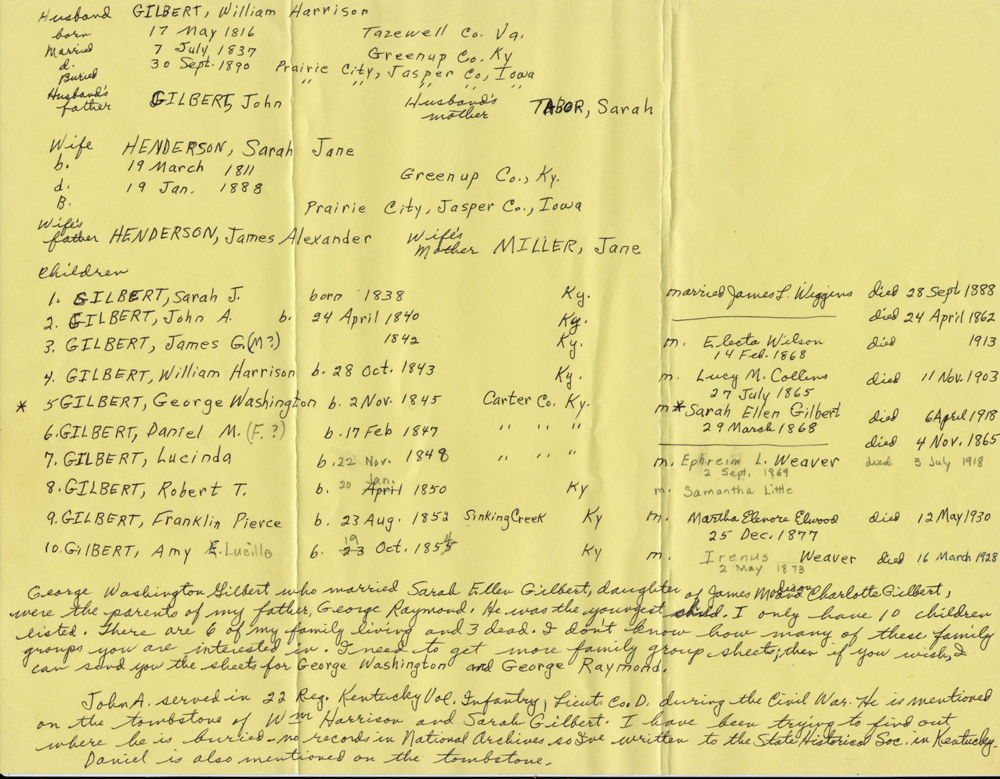 Husband GILBERT, William Harrison
born 17 May 1816 Tazewell Co. Va.
Married 7 July, 1837 Greenup Co. Ky
d. 30 Sept. 1890 Prairie City, Jasper Co, Iowa
Buried " " " "
Husband's father GILBERT, John Husband's mother TABOR, Sarah
Wife HENDERSON, Sarah Jane
b. 19 March 1811 Greenup Co., Ky.
d. 19 Jan. 1888
B. Prairie City, Jasper Co., Iowa
Wife's father HENDERSON, James Alexander Wife's Mother MILLER, Jane
Children
1. GILBERT, Sarah J. born 1838 Ky. married James L. Wiggins died 28 Sept 1888
2. GILBERT, John A. b. 24 April 1840 Ky. died 24 April 1862
3. GILBERT, James G. (M?) 1842 Ky. m. Electa Wilson died 1913
14 Feb. 1868
4. GILBERT, William Harrison b. 28 Oct. 1843 Ky. m. Lucy M. Collins died 11 Nov. 1903
27 July 1865
* 5 GILBERT, George Washington b. 2 Nov. 1845 Carter Co. Ky. m * Sarah Ellen Gilbert died 6 April 1918
29 March 1868
6. GILBERT, Daniel M. (F.?) b. 17 Feb 1847 " " " died 4 Nov. 1865
7. GILBERT, Lucinda b. 22 Nov. 1848 " " " m. Ephreim L. Weaver died 3 July 1918
2 Sept. 1969
8. GILBERT, Robert T. b. 20 Jan. April 1850 Ky m. Samantha Little
9. GILBERT, Franklin Pierce b. 23 Aug. 1852 Sinking Creek Ky m. Martha Elenore Elwood died 12 May 1930
25 Dec. 1877
10. GILBERT, Amy E. Lucille b. 19 23 Oct. 1854 Ky m. Irenus Weaver died 16 March 1928
2 May 1873
George Washington Gilbert who married Sarah Ellen Gilbert, daughter of James Madison and Charlotte Gilbert,
were the parents of my father, George Raymond. He was the youngest child. I only have 10 children
listed. There are 6 of my family living and 3 dead. I don't know how many of these family
groups you are interested in. I need to get more family group sheets; then if you wish, I
can send you the sheets for George Washington and George Raymond.
John A. served in 22 Reg. Kentucky Vol. Infantry, Lieut. Co. D. during the Civil War. He is mentioned
on the tombstone of Wm Harrison and Sarah Gilbert. I have been trying to find out
where he is buried - no records in National Archives so I've written to the State Historical Soc. in Kentucky.
Daniel is also mentioned on the tombstone.